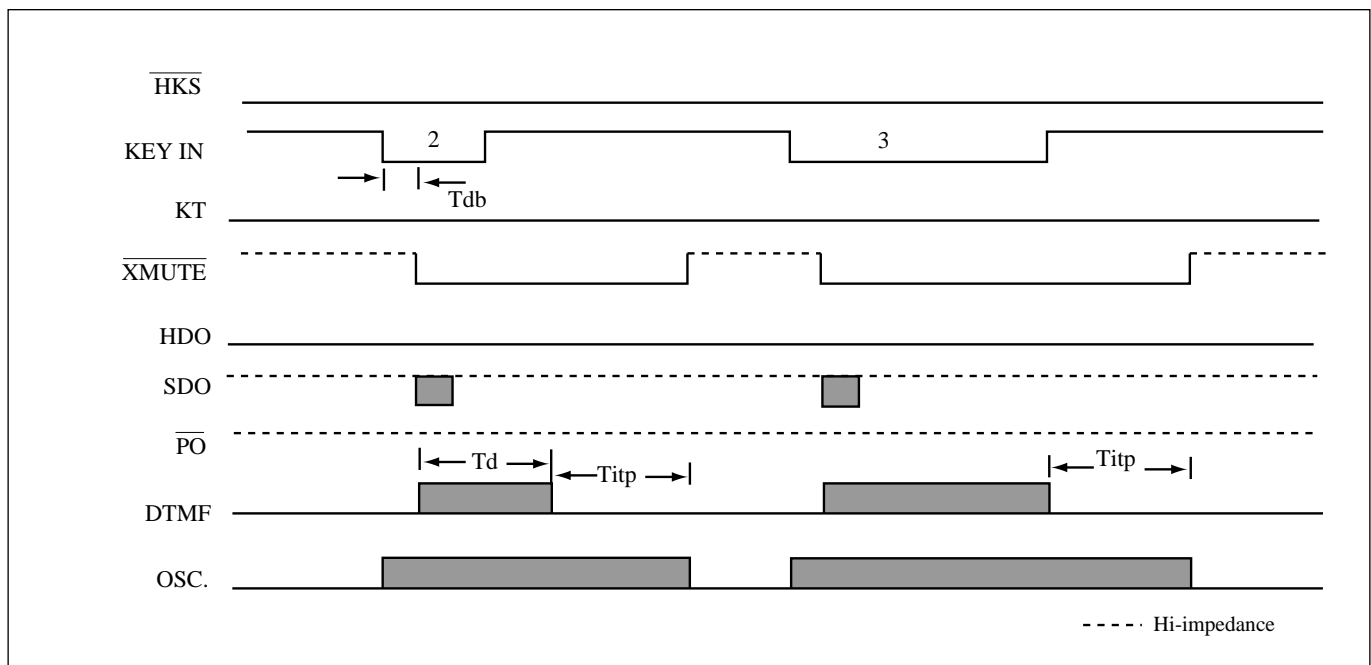 HKS
KEY IN
2
3
Tdb
KT
XMUTE
HDO
SDO
PO
Td
Titp
Titp
DTMF
OSC.
Hi-impedance